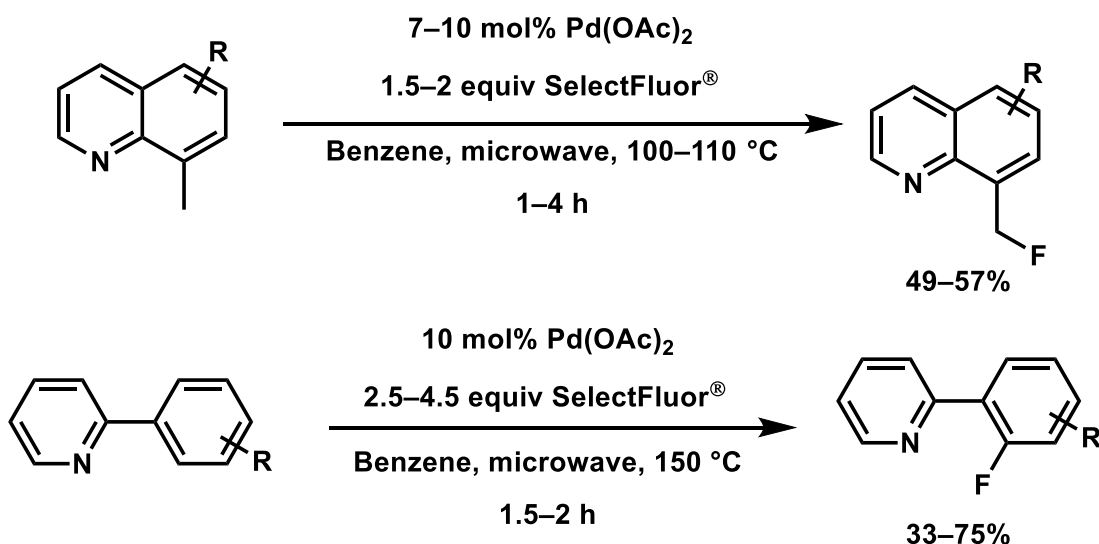 7–10 mol% Pd(OAc)2
R
1.5–2 equiv SelectFluor®
N
Benzene, microwave, 100–110 °C
1–4 h
R
N
F
49–57%
10 mol% Pd(OAc)2
2.5–4.5 equiv SelectFluor®
N
R
Benzene, microwave, 150 °C
1.5–2 h
N
R
F
33–75%